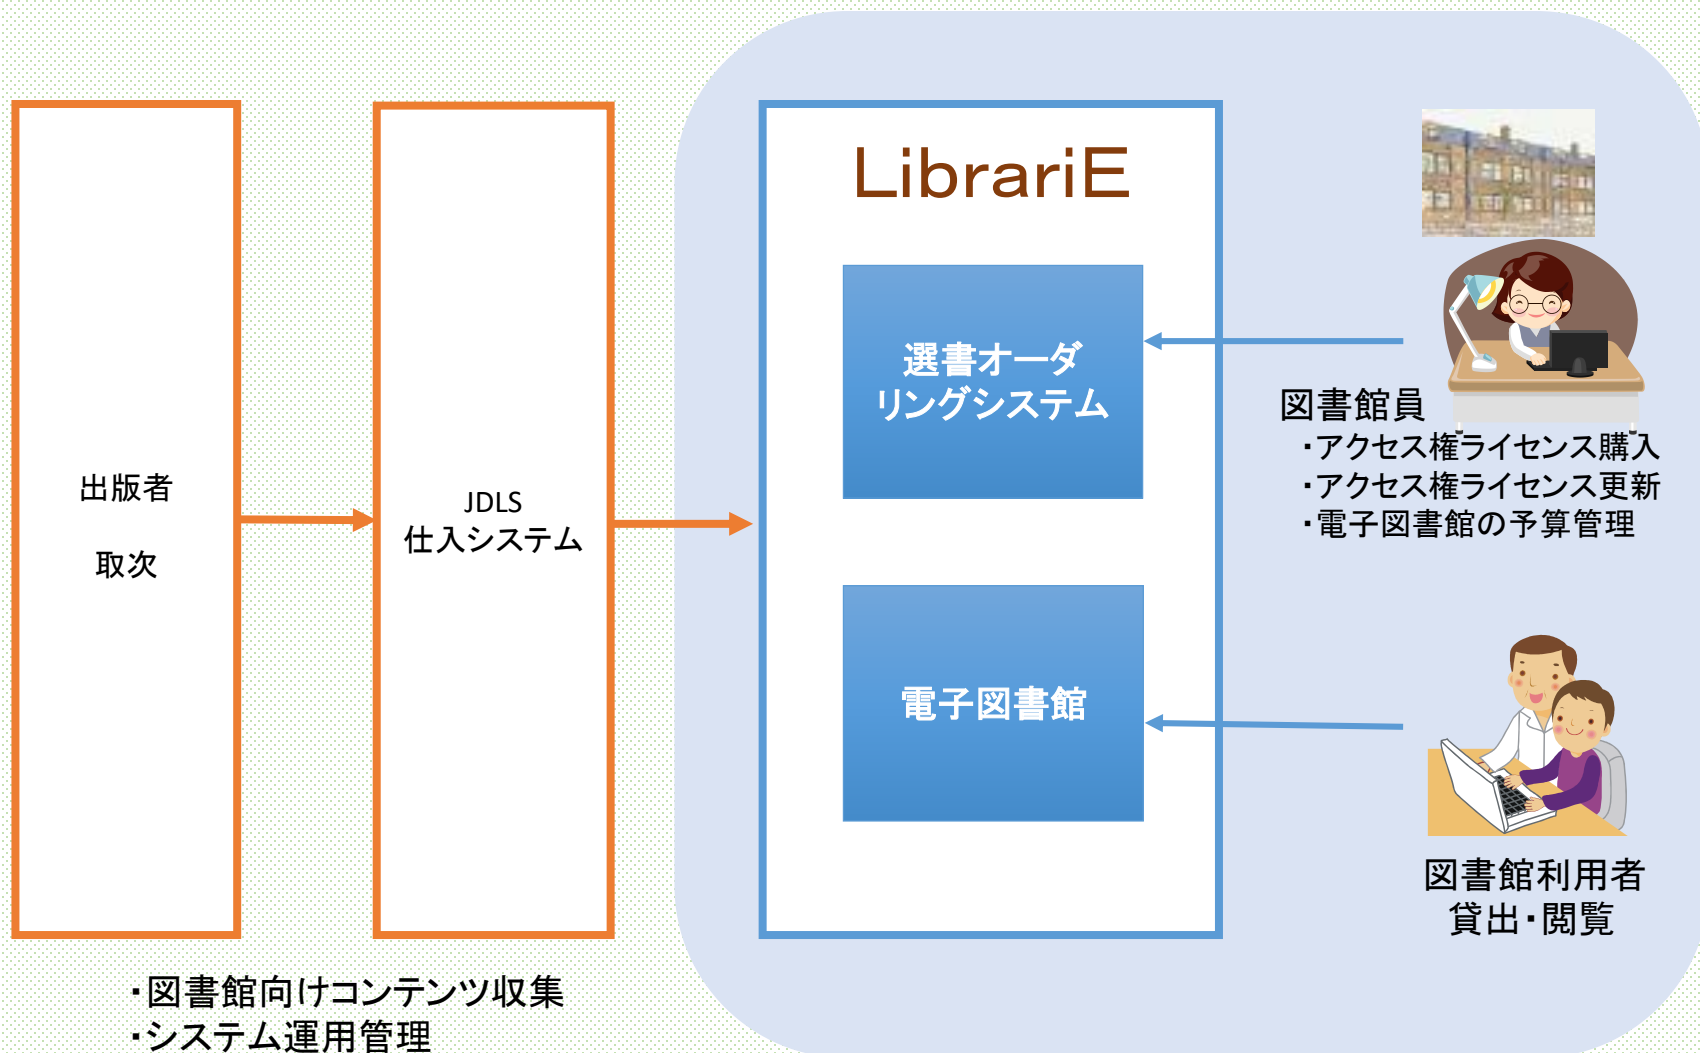 出版者
取次
JDLS
仕入システム
LibrariE
選書オーダ
リングシステム
電子図書館
図書館員
・アクセス権ライセンス購入
・アクセス権ライセンス更新
・電子図書館の予算管理
図書館利用者
貸出・閲覧
・図書館向けコンテンツ収集
・システム運用管理